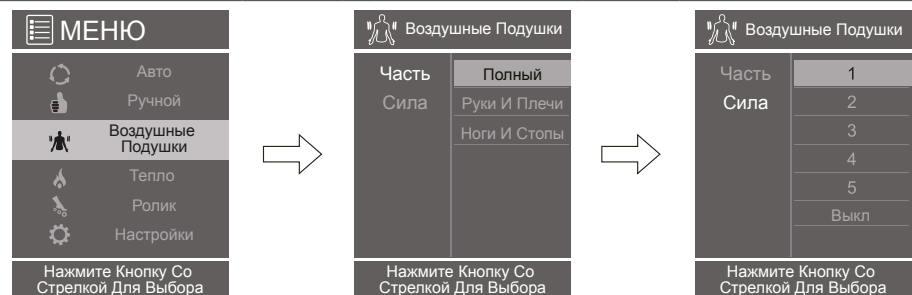 МЕНЮ
Авто
Ручной
Воздушные
Подушки
Тепло
Ролик
Настройки
Нажмите Кнопку Со
Стрелкой Для Выбора
Воздушные Подушки
Часть
Сила
Полный
Руки И Плечи
Ноги И Стопы
Нажмите Кнопку Со
Стрелкой Для Выбора
Воздушные Подушки
Часть
Сила
1
2
3
4
5
Выкл
Нажмите Кнопку Со
Стрелкой Для Выбора